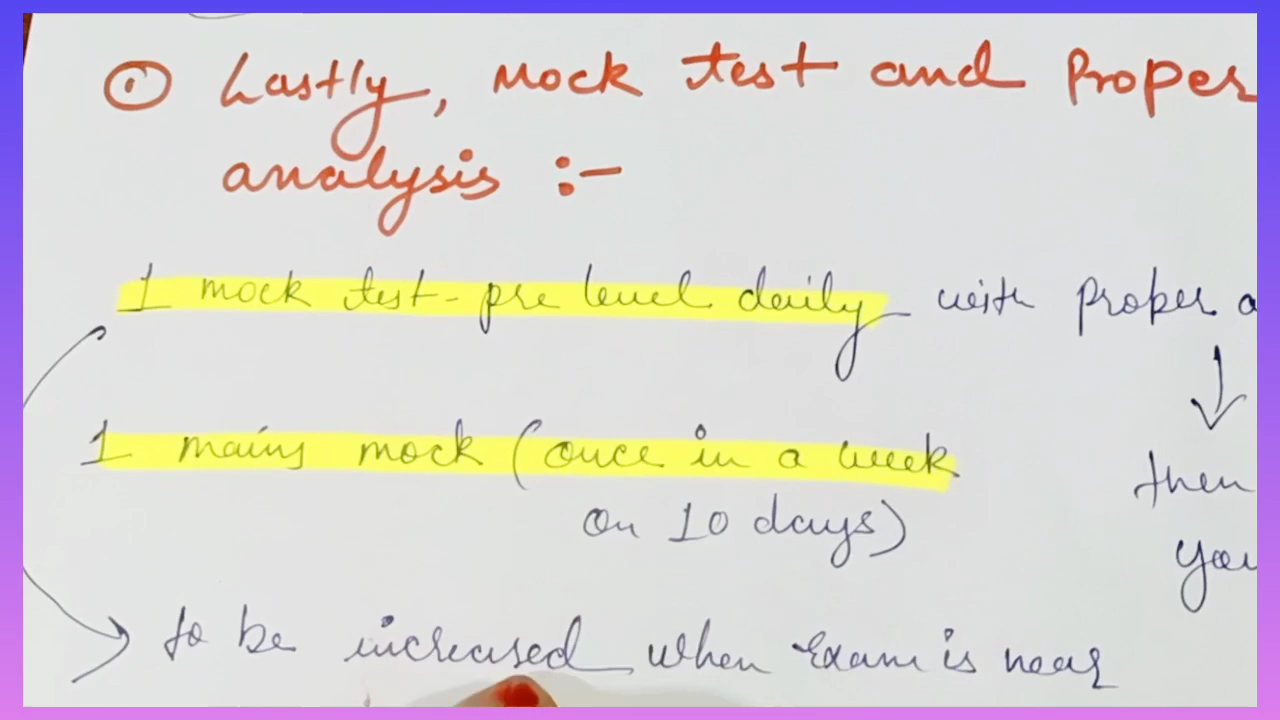 ① Lastly, Mock test and Proper
analysis :-
1 mock test - pre level daily with proper a
↓
1 mains mock (once in a week
or 10 days)
then
you
→ to be increased when Exam is near